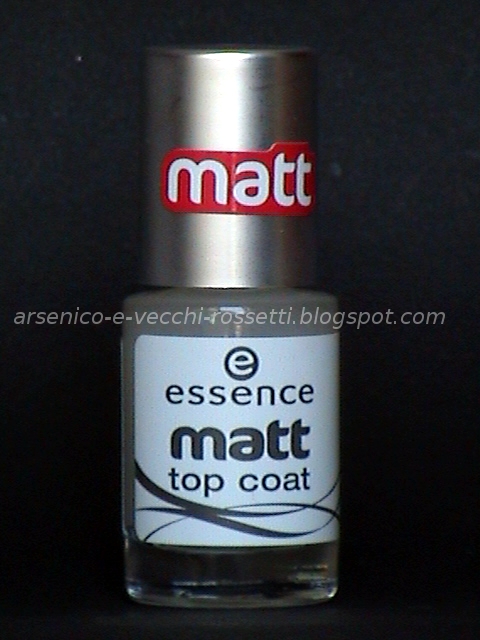 matt
arsenico-e-vecchi-rossetti.blogspot.com
e
essence
matt
top coat